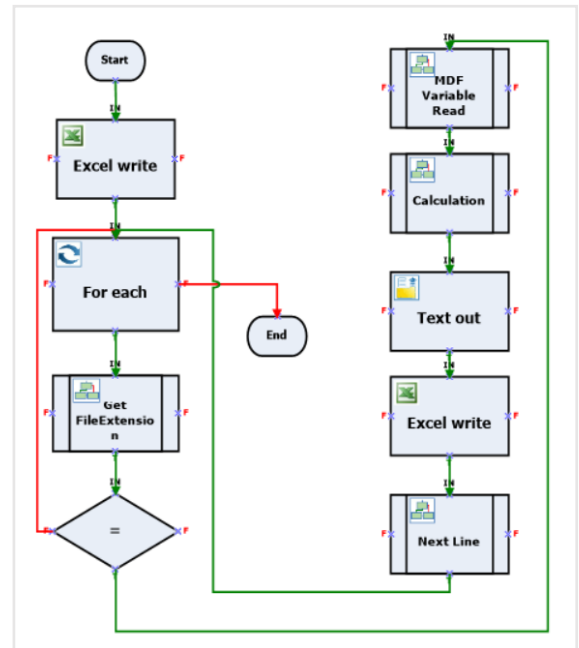 Start
IN
F
Excel write
F
IN
F
For each
F
End
IN
F
Get
FileExtensio
n
F
IN
F
=
F
IN
F
MDF
Variable
Read
F
IN
F
Calculation
F
IN
F
Text out
F
IN
F
Excel write
F
IN
F
Next Line
F